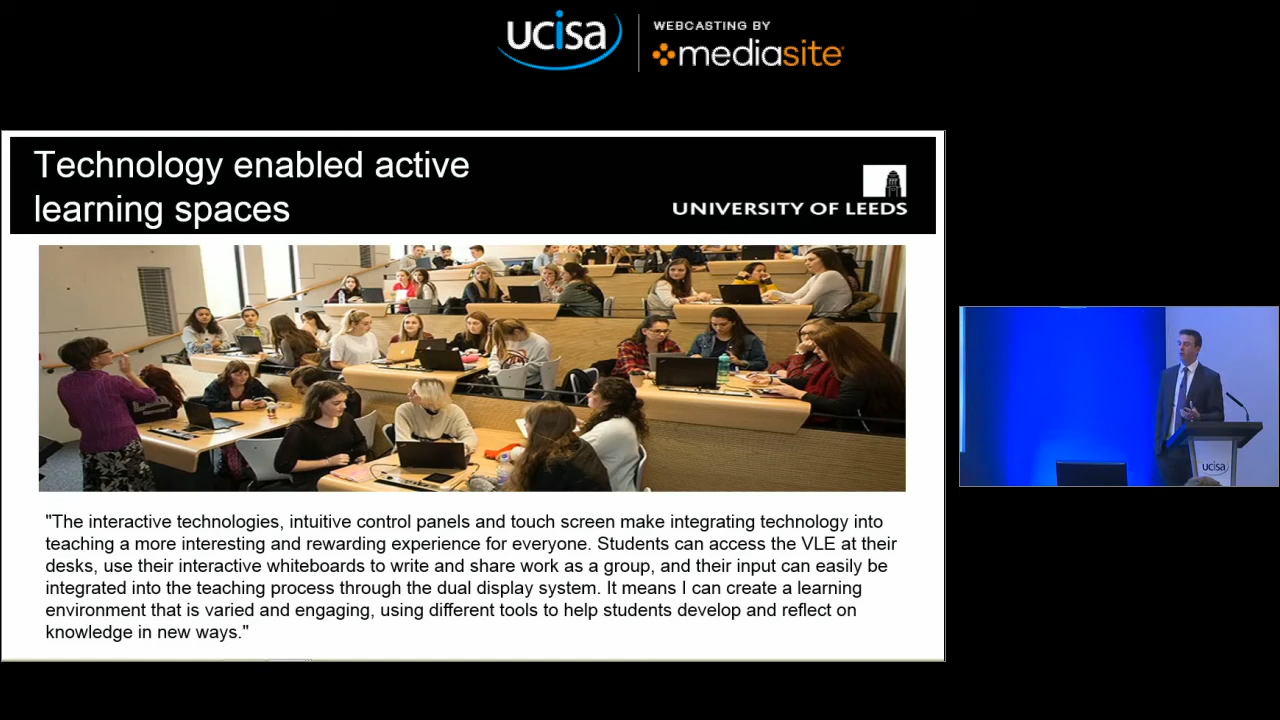 ucisa
WEBCASTING BY
mediasite
Technology enabled active
learning spaces
UNIVERSITY OF LEEDS
"The interactive technologies, intuitive control panels and touch screen make integrating technology into
teaching a more interesting and rewarding experience for everyone. Students can access the VLE at their
desks, use their interactive whiteboards to write and share work as a group, and their input can easily be
integrated into the teaching process through the dual display system. It means I can create a learning
environment that is varied and engaging, using different tools to help students develop and reflect on
knowledge in new ways."
ucisa